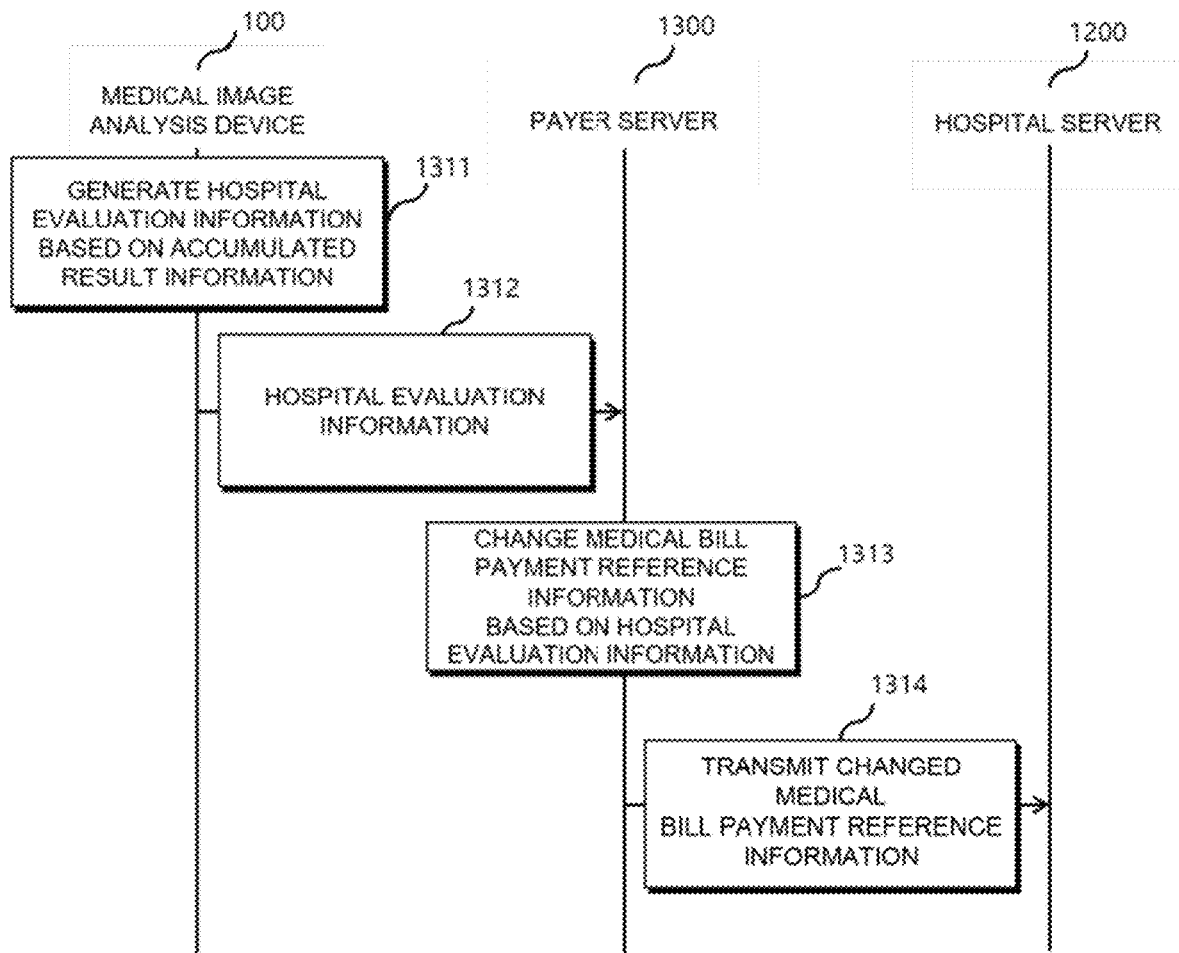 100
1300
1200
MEDICAL IMAGE
ANALYSIS DEVICE
PAYER SERVER
HOSPITAL SERVER
1311
GENERATE HOSPITAL
EVALUATION INFORMATION
BASED ON ACCUMULATED
RESULT INFORMATION
1312
HOSPITAL EVALUATION
INFORMATION
1313
CHANGE MEDICAL BILL
PAYMENT REFERENCE
INFORMATION
BASED ON HOSPITAL
EVALUATION INFORMATION
1314
TRANSMIT CHANGED
MEDICAL
BILL PAYMENT REFERENCE
INFORMATION